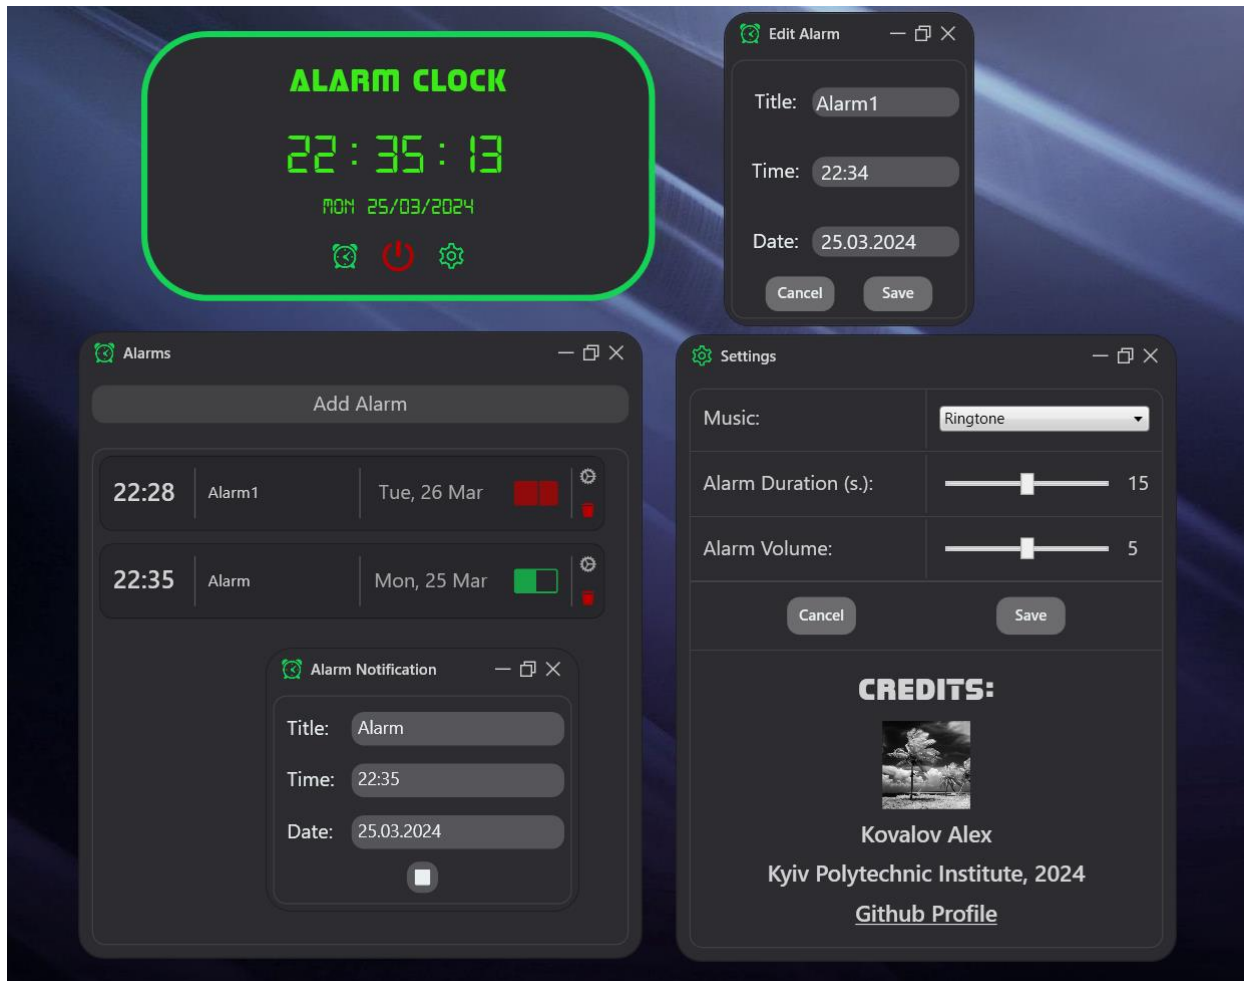 ALARM CLOCK
22:35:13
MON 25/03/2024
Edit Alarm
Title: Alarm1
Time: 22:34
Date: 25.03.2024
Cancel Save
Alarms
Add Alarm
22:28 Alarm1 Tue, 26 Mar
22:35 Alarm Mon, 25 Mar
Alarm Notification
Title: Alarm
Time: 22:35
Date: 25.03.2024
Settings
Music: Ringtone
Alarm Duration (s.): 15
Alarm Volume: 5
Cancel Save
CREDITS:
Kovalov Alex
Kyiv Polytechnic Institute, 2024
Github Profile